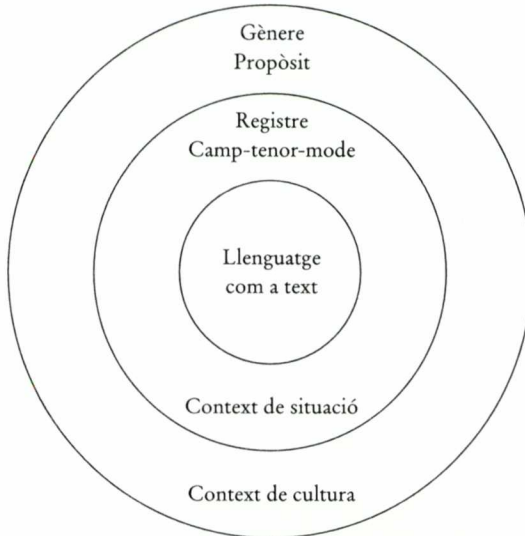 Gènere
Propòsit
Registre
Camp-tenor-mode
Llenguatge
com a text
Context de situació
Context de cultura